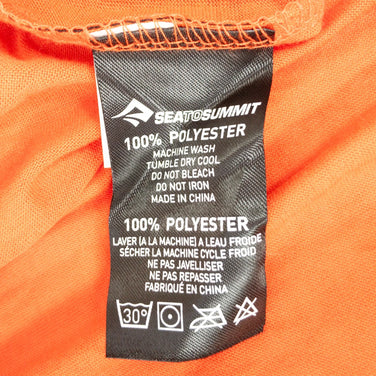 SEATOSUMMIT
100% POLYESTER
MACHINE WASH
TUMBLE DRY COOL
DO NOT BLEACH
DO NOT IRON
MADE IN CHINA
100% POLYESTER
LAVER (A LA MACHINE) A LEAU FROIDE
SÉCHER LA MACHINE CYCLE FROID
NE PAS JAVELLISER
NE PAS REPASSER
FABRIQUÉ EN CHINA
30°